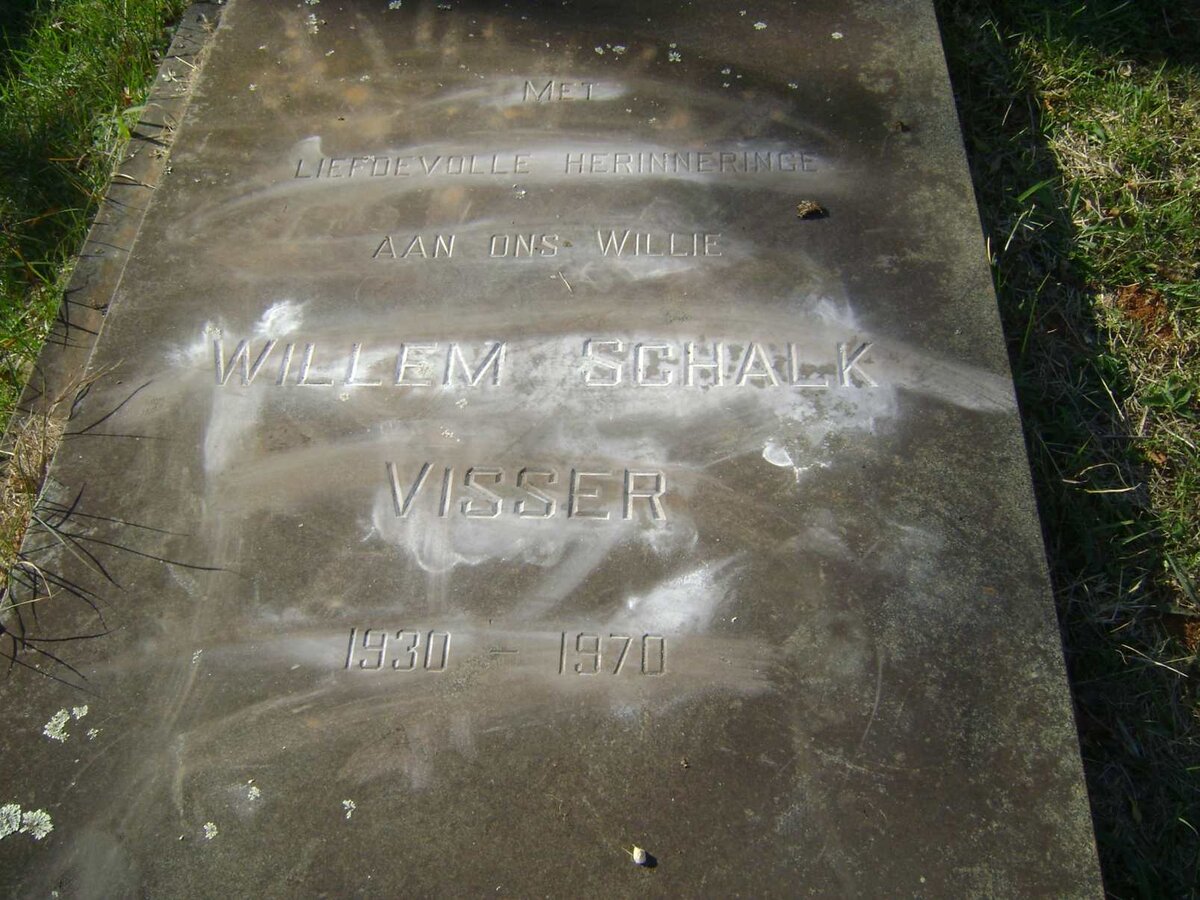 MET
LIEFDEVOLLE HERINNERINGE
AAN ONS WILLIE
WILLEM SCHALK
VISSER
1930 - 1970